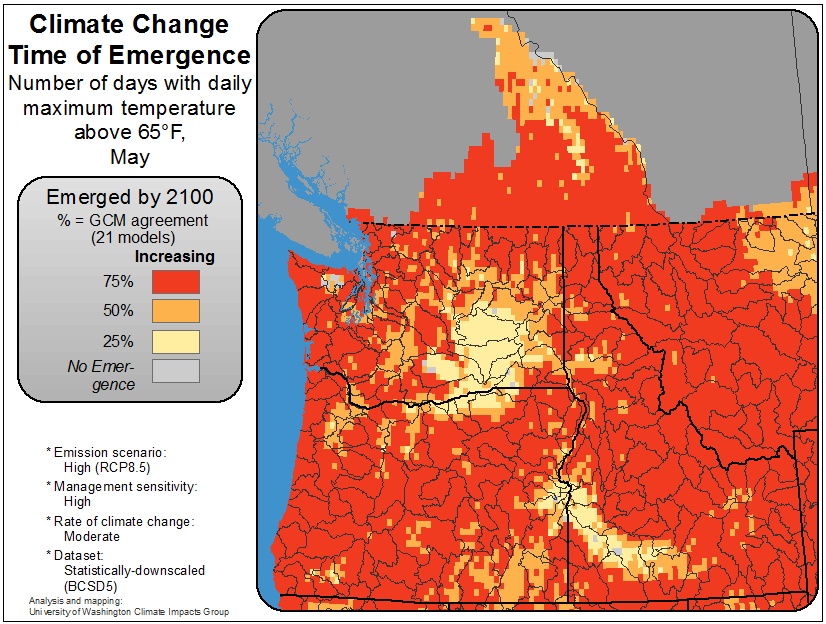 Climate Change
Time of Emergence
Number of days with daily
maximum temperature
above 65°F,
May
Emerged by 2100
% = GCM agreement
(21 models)
Increasing
75%
50%
25%
No Emer-
gence
* Emission scenario:
High (RCP8.5)
* Management sensitivity:
High
* Rate of climate change:
Moderate
* Dataset:
Statistically-downscaled
(BCSD5)
Analysis and mapping:
University of Washington Climate Impacts Group